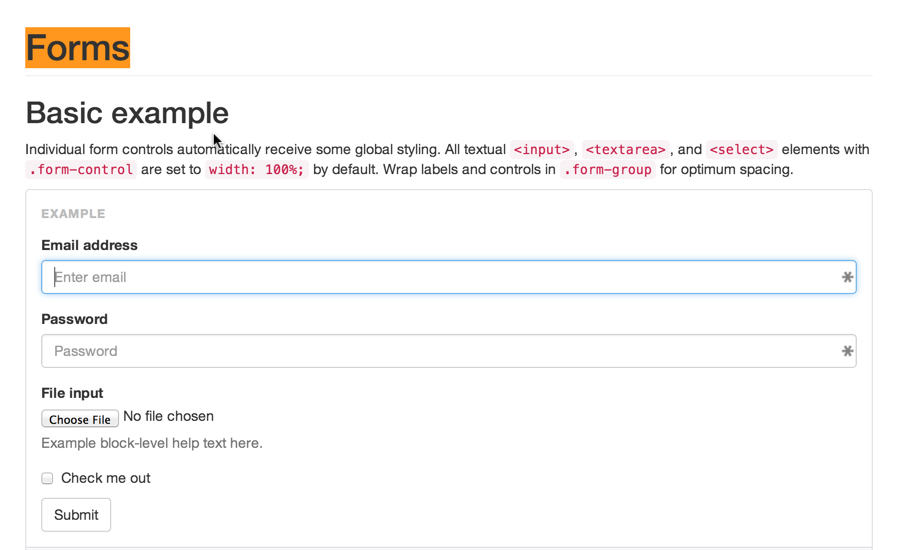 Forms
Basic example
Individual form controls automatically receive some global styling. All textual <input>, <textarea>, and <select> elements with
.form-control are set to width: 100%; by default. Wrap labels and controls in .form-group for optimum spacing.
EXAMPLE
Email address
Enter email
Password
Password
File input
Choose File No file chosen
Example block-level help text here.
Check me out
Submit